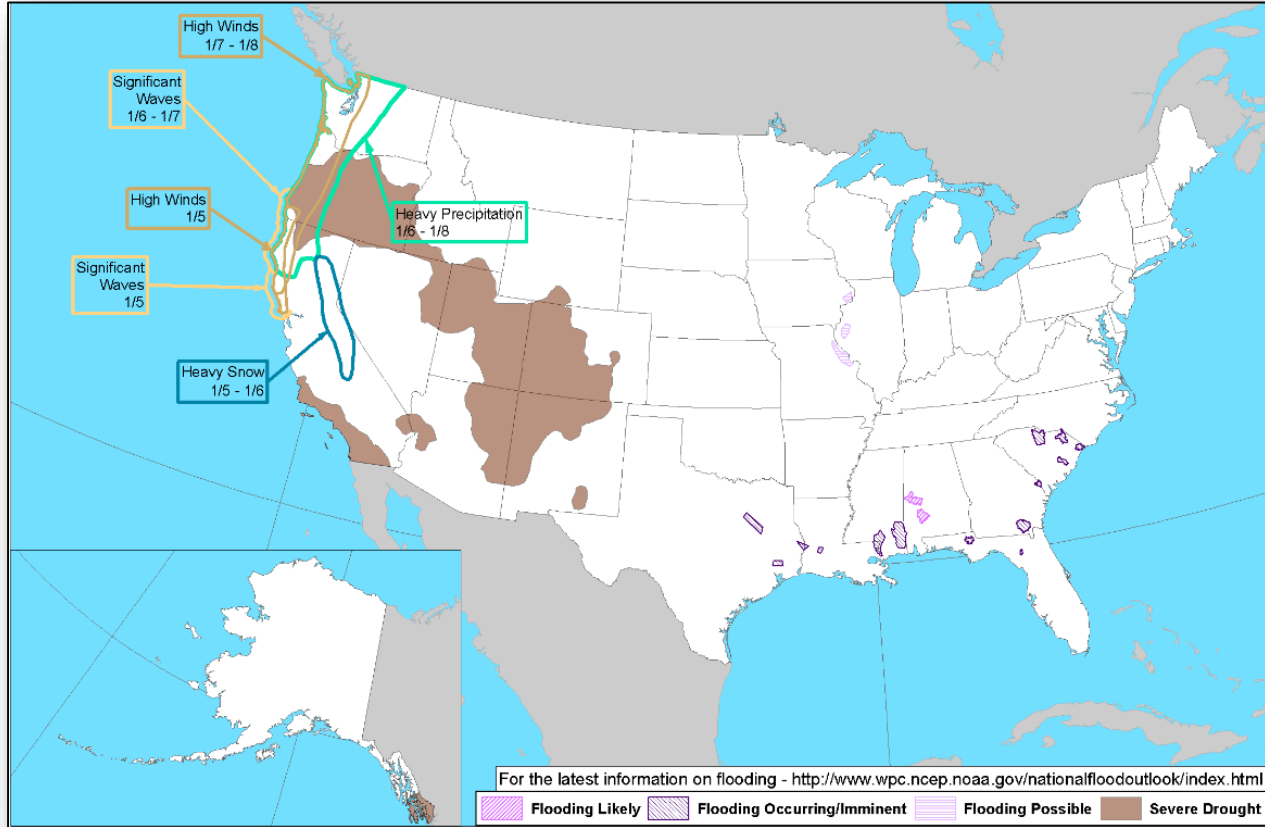 High Winds
1/7 - 1/8
Significant
Waves
1/6 - 1/7
High Winds
1/5
Heavy Precipitation
1/6 - 1/8
Significant
Waves
1/5
Heavy Snow
1/5 - 1/6
For the latest information on flooding - http://www.wpc.ncep.noaa.gov/nationalfloodoutlook/index.html
Flooding Likely Flooding Occurring/Imminent Flooding Possible Severe Drought